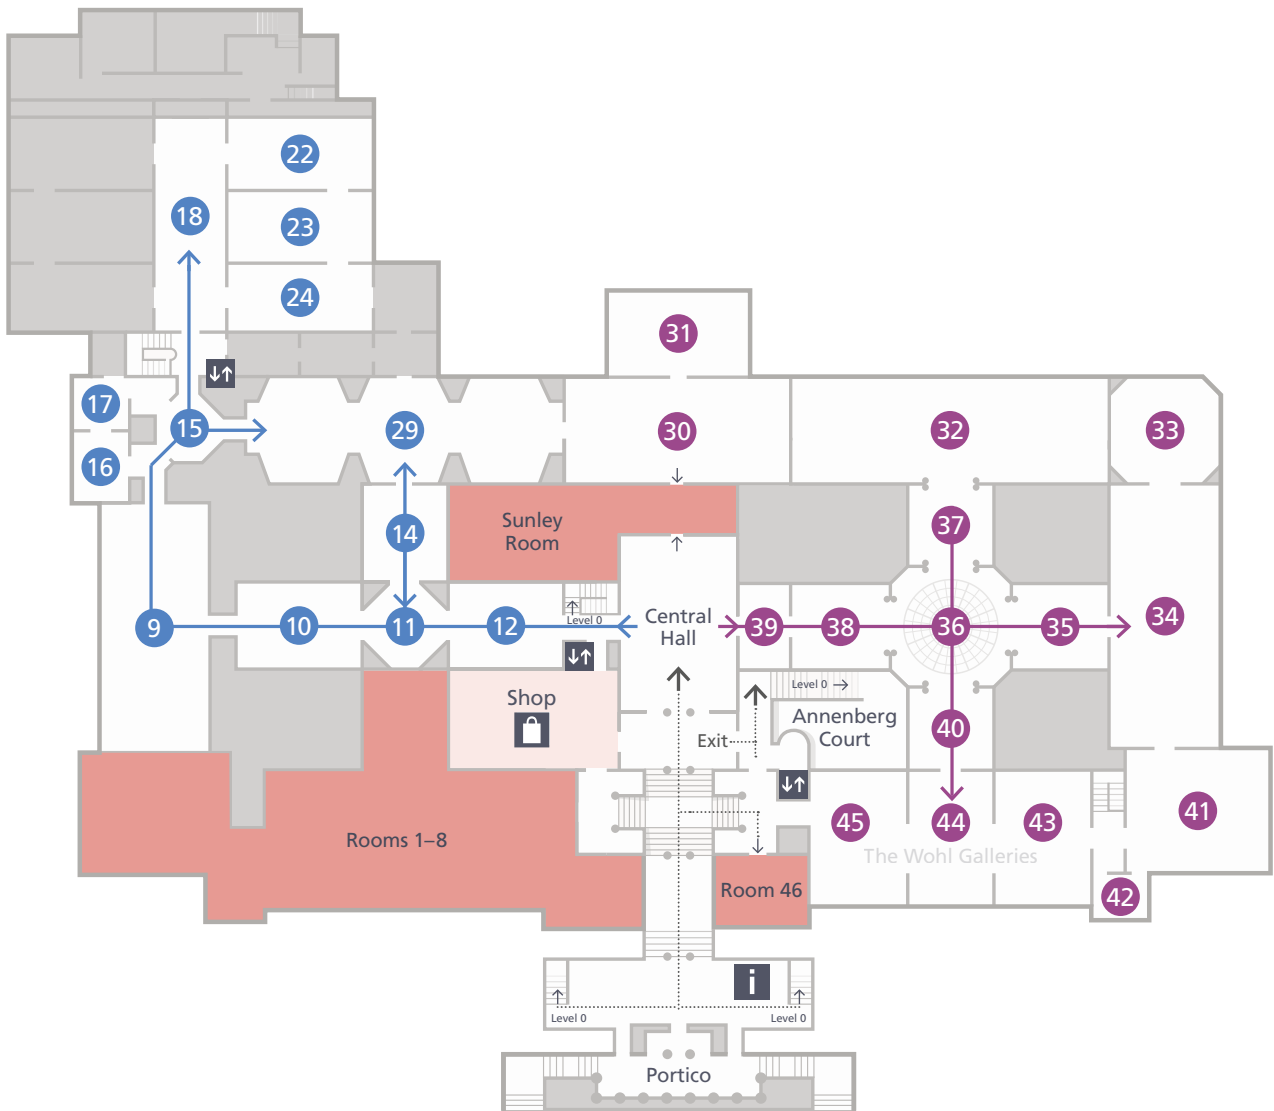 22
18
23
24
31
17
15
29
30
32
33
16
Sunley
Room
37
14
9
10
11
12
Level 0
Central
Hall
39
38
36
35
34
Level 0
Shop
Annenberg
Court
Exit
40
45
44
43
41
The Wohl Galleries
Rooms 1–8
Room 46
42
i
Level 0
Level 0
Portico